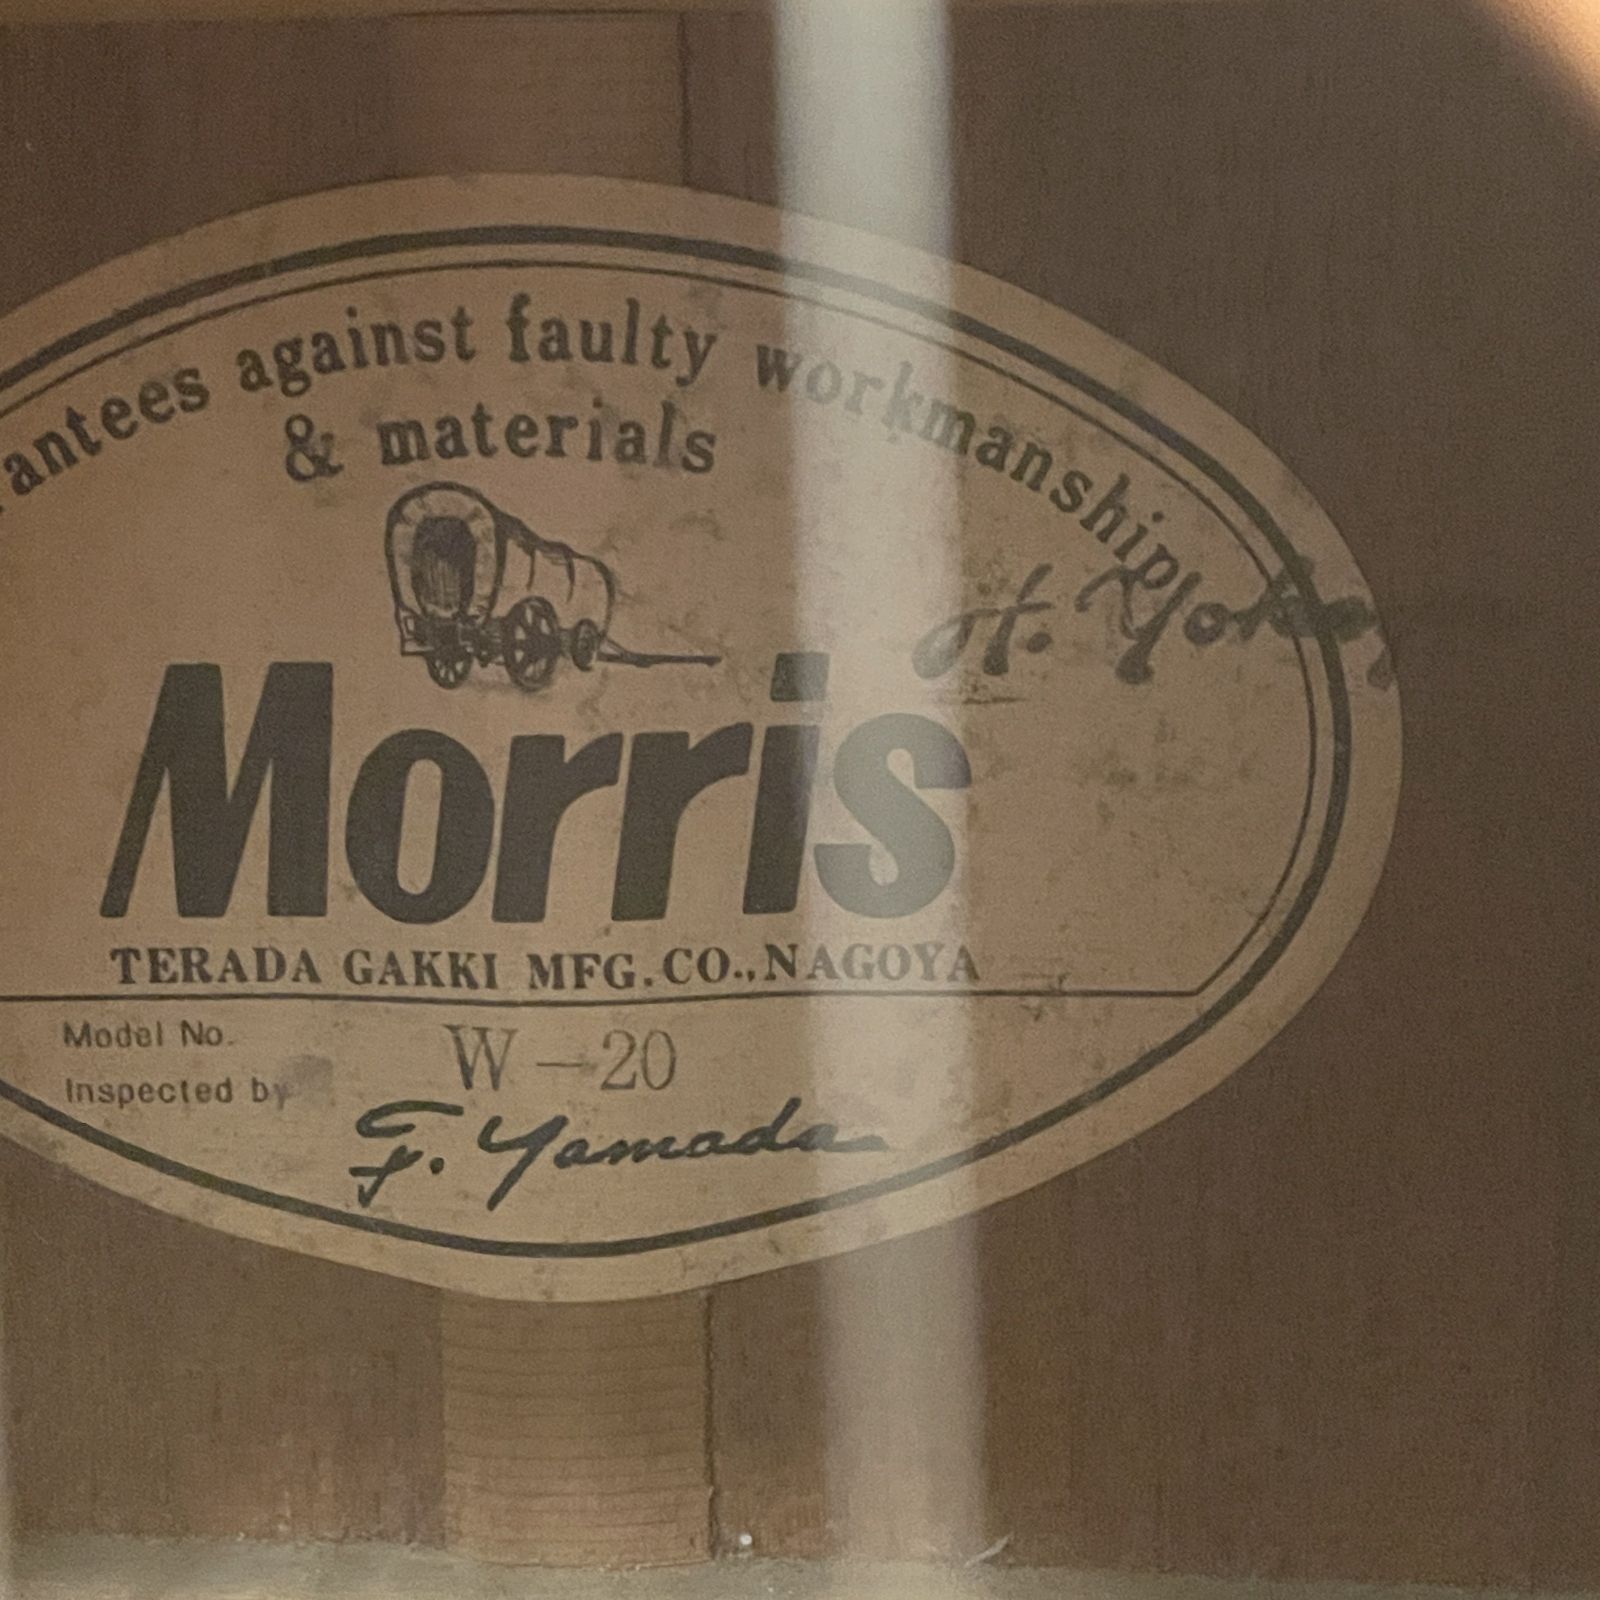 antees against faulty workmanship
& materials
H.
Morris
TERADA GAKKI MFG.CO.,NAGOYA
Model No. W-20
Inspected by F. Yamada